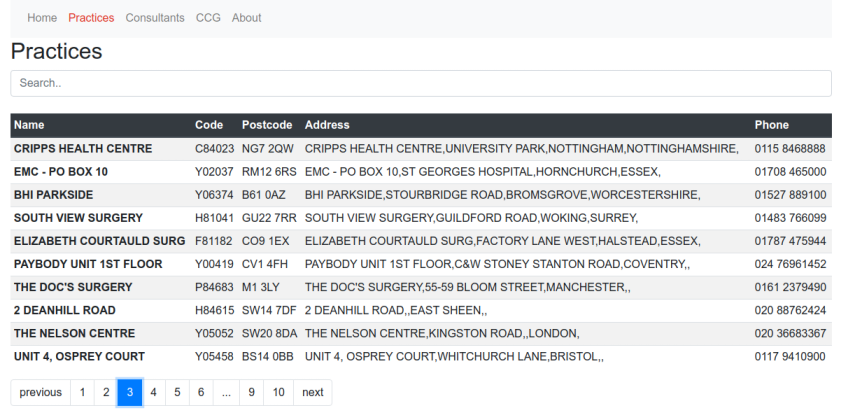 Home Practices Consultants CCG About
Practices
Search..
Name Code Postcode Address Phone
CRIPPS HEALTH CENTRE C84023 NG7 2QW CRIPPS HEALTH CENTRE,UNIVERSITY PARK,NOTTINGHAM,NOTTINGHAMSHIRE, 0115 8468888
EMC - PO BOX 10 Y02037 RM12 6RS EMC - PO BOX 10,ST GEORGES HOSPITAL,HORNCHURCH,ESSEX, 01708 465000
BHI PARKSIDE Y06374 B61 0AZ BHI PARKSIDE,STOURBRIDGE ROAD,BROMSGROVE,WORCESTERSHIRE, 01527 889100
SOUTH VIEW SURGERY H81041 GU22 7RR SOUTH VIEW SURGERY,GUILDFORD ROAD,WOKING,SURREY, 01483 766099
ELIZABETH COURTAULD SURG F81182 CO9 1EX ELIZABETH COURTAULD SURG,FACTORY LANE WEST,HALSTEAD,ESSEX, 01787 475944
PAYBODY UNIT 1ST FLOOR Y00419 CV1 4FH PAYBODY UNIT 1ST FLOOR,C&W STONEY STANTON ROAD,COVENTRY,, 024 76961452
THE DOC'S SURGERY P84683 M1 3LY THE DOC'S SURGERY,55-59 BLOOM STREET,MANCHESTER,, 0161 2379490
2 DEANHILL ROAD H84615 SW14 7DF 2 DEANHILL ROAD,,EAST SHEEN,, 020 88762424
THE NELSON CENTRE Y05052 SW20 8DA THE NELSON CENTRE,KINGSTON ROAD,,LONDON, 020 36683367
UNIT 4, OSPREY COURT Y05458 BS14 0BB UNIT 4, OSPREY COURT,WHITCHURCH LANE,BRISTOL,, 0117 9410900
previous 1 2 3 4 5 6 ... 9 10 next